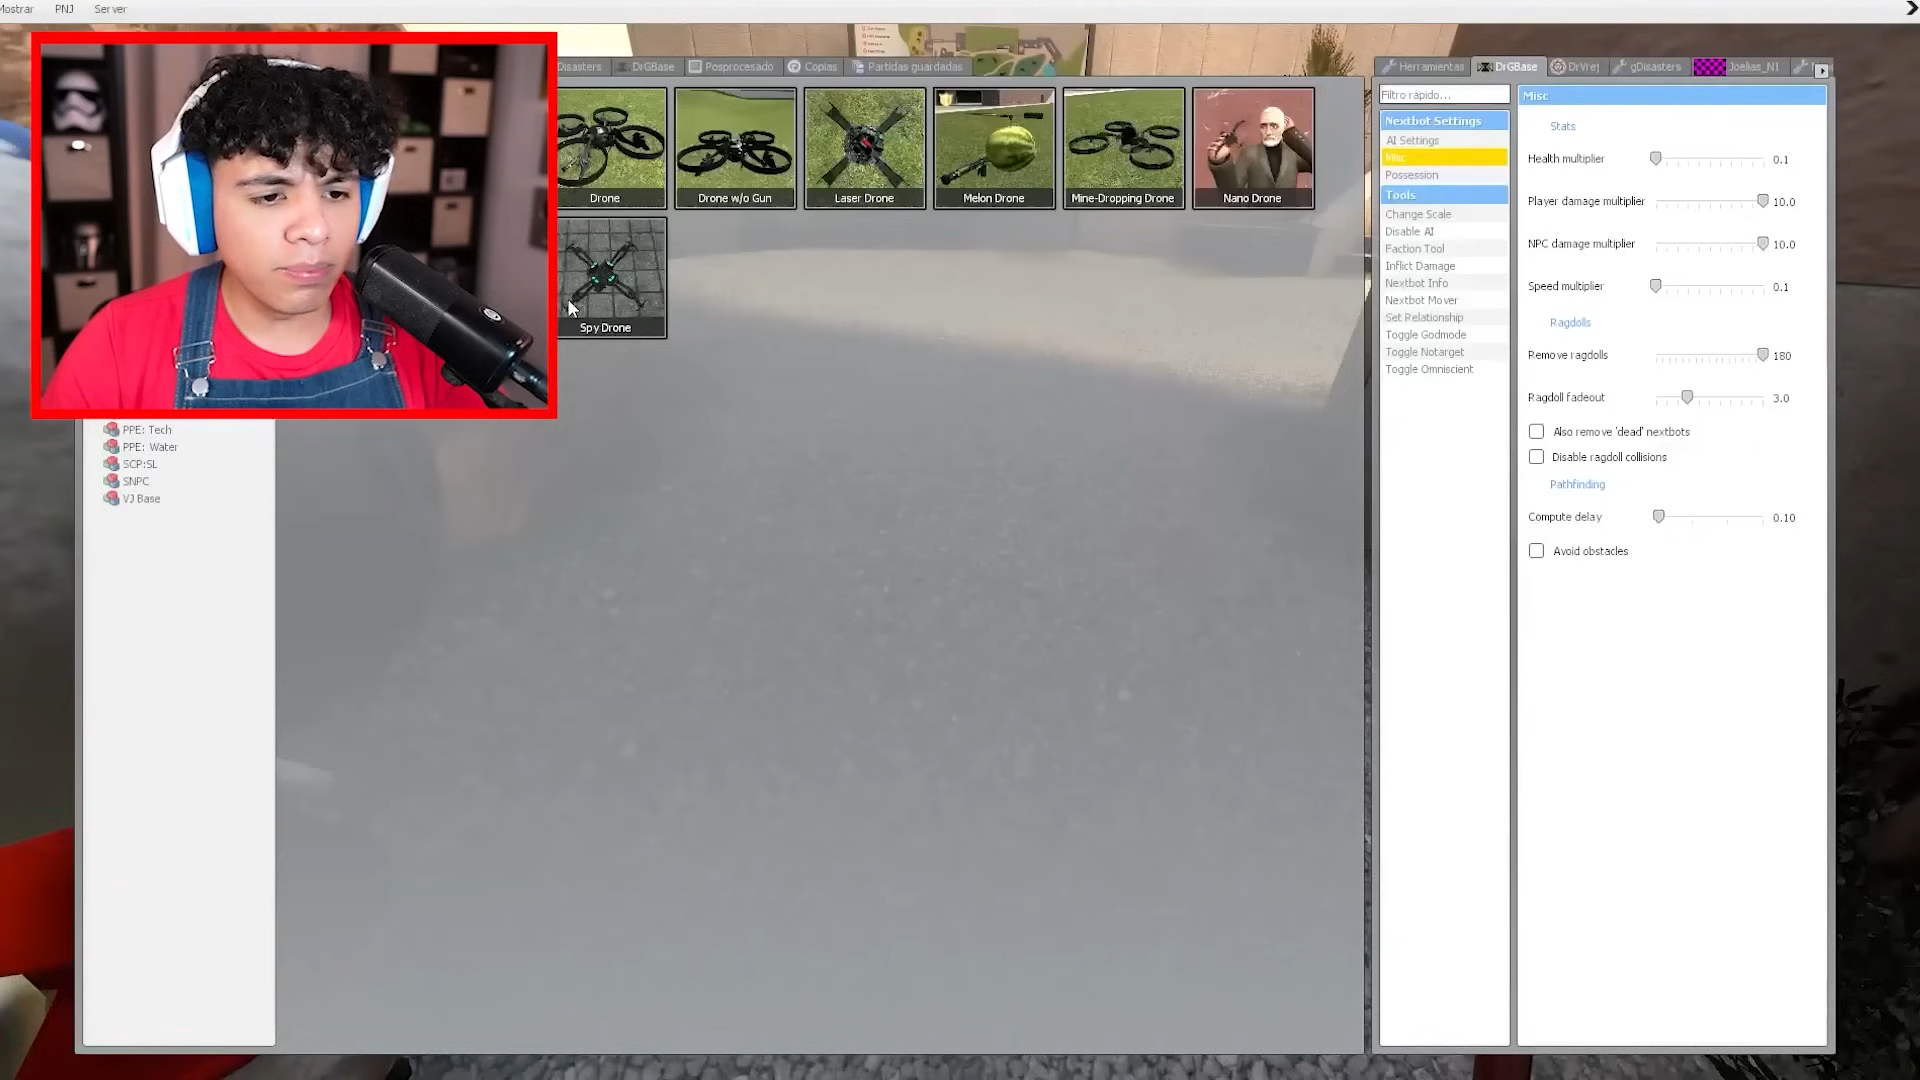 Mostrar PNJ Server
Disasters DrGBase Posprocesado Copias Partidas guardadas
Drone
Drone w/o Gun
Laser Drone
Melon Drone
Mine-Dropping Drone
Nano Drone
Spy Drone
PPE: Tech
PPE: Water
SCP:SL
SNPC
VJ Base
Herramientas DrGBase DrVrej gDisasters Joelias_N1
Filtro rápido...
Nextbot Settings
AI Settings
Misc
Possession
Tools
Change Scale
Disable AI
Faction Tool
Inflict Damage
Nextbot Info
Nextbot Mover
Set Relationship
Toggle Godmode
Toggle Notarget
Toggle Omniscient
Misc
Stats
Health multiplier 0.1
Player damage multiplier 10.0
NPC damage multiplier 10.0
Speed multiplier 0.1
Ragdolls
Remove ragdolls 180
Ragdoll fadeout 3.0
Also remove 'dead' nextbots
Disable ragdoll collisions
Pathfinding
Compute delay 0.10
Avoid obstacles